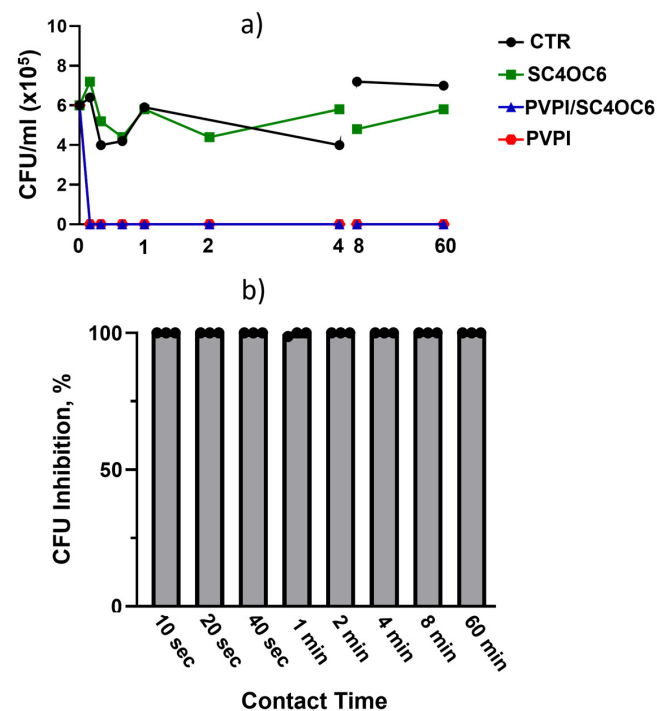 a)
CFU/ml (x10⁵)
10
8
6
4
2
0
0 1 2 4 8 60
CTR
SC4OC6
PVPI/SC4OC6
PVPI
b)
CFU Inhibition, %
100
50
0
10 sec 20 sec 40 sec 1 min 2 min 4 min 8 min 60 min
Contact Time